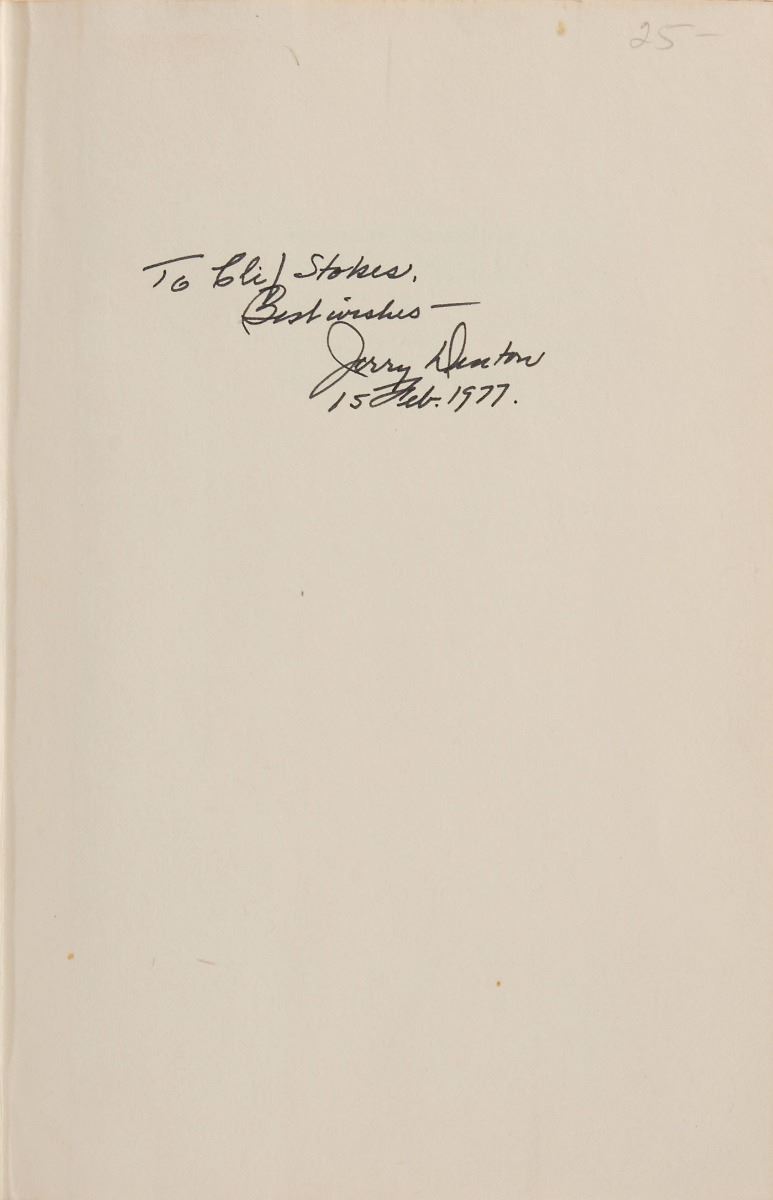 25-
To Clif Stokes,
Best wishes —
Jerry Denton
15 Feb. 1977.